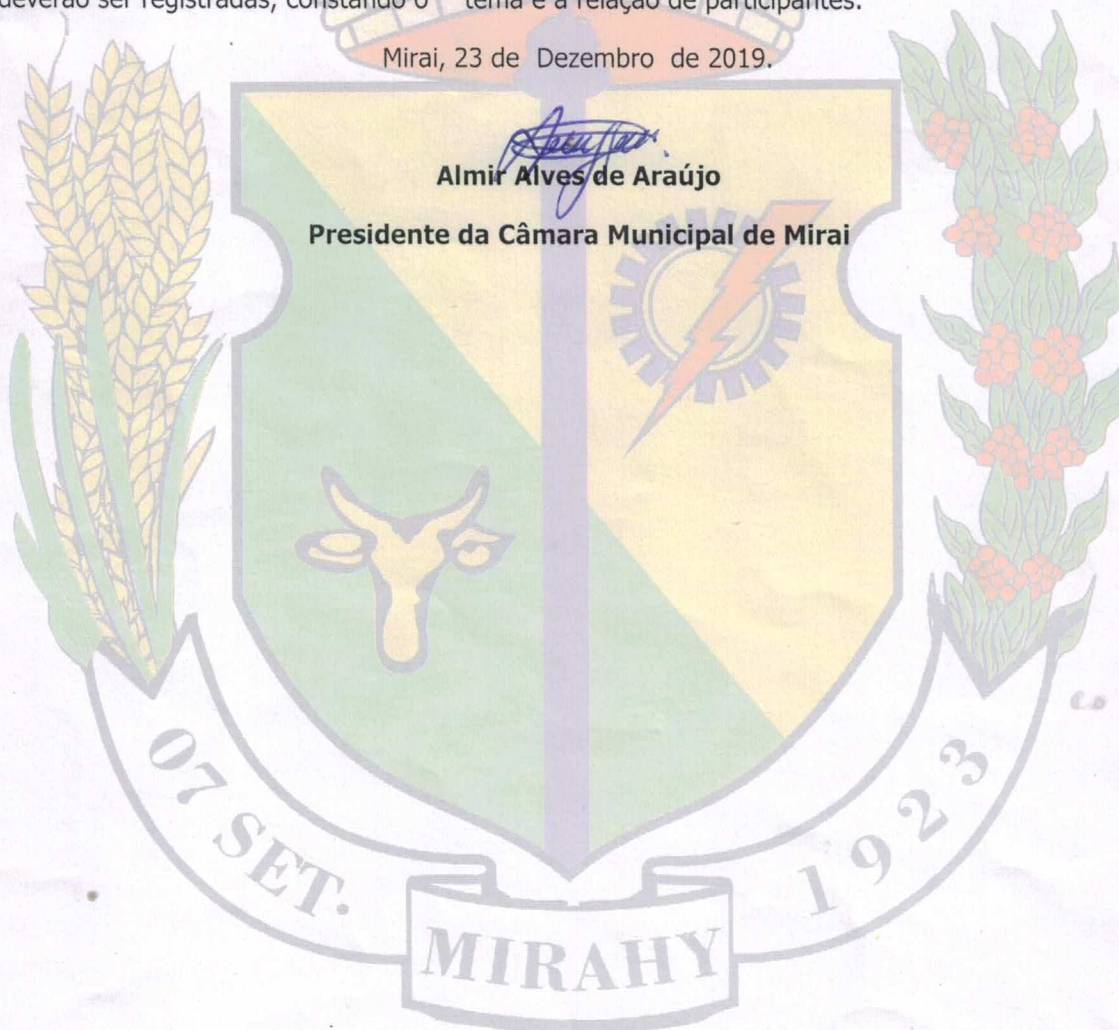 deverão ser registradas, constando o tema e a relação de participantes.
Mirai, 23 de Dezembro de 2019.
Almir Alves de Araújo
Presidente da Câmara Municipal de Mirai
07 SET.
MIRAHY
1923